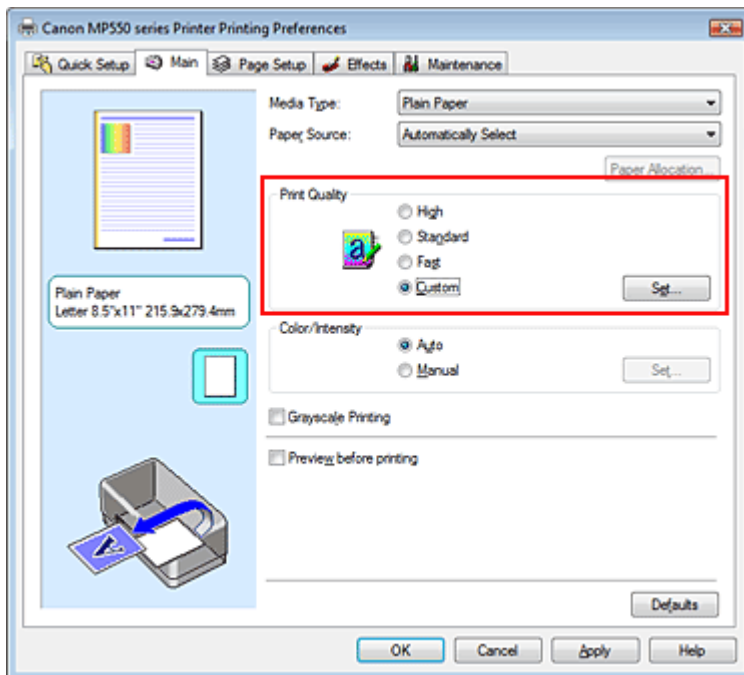 Canon MP550 series Printer Printing Preferences
Quick Setup Main Page Setup Effects Maintenance
Media Type: Plain Paper
Paper Source: Automatically Select
Paper Allocation...
Print Quality
High
Standard
a
Fast
Custom Set...
Plain Paper
Letter 8.5"x11" 215.9x279.4mm
Color/Intensity
Auto
Manual Set...
Grayscale Printing
Preview before printing
A
Defaults
OK Cancel Apply Help